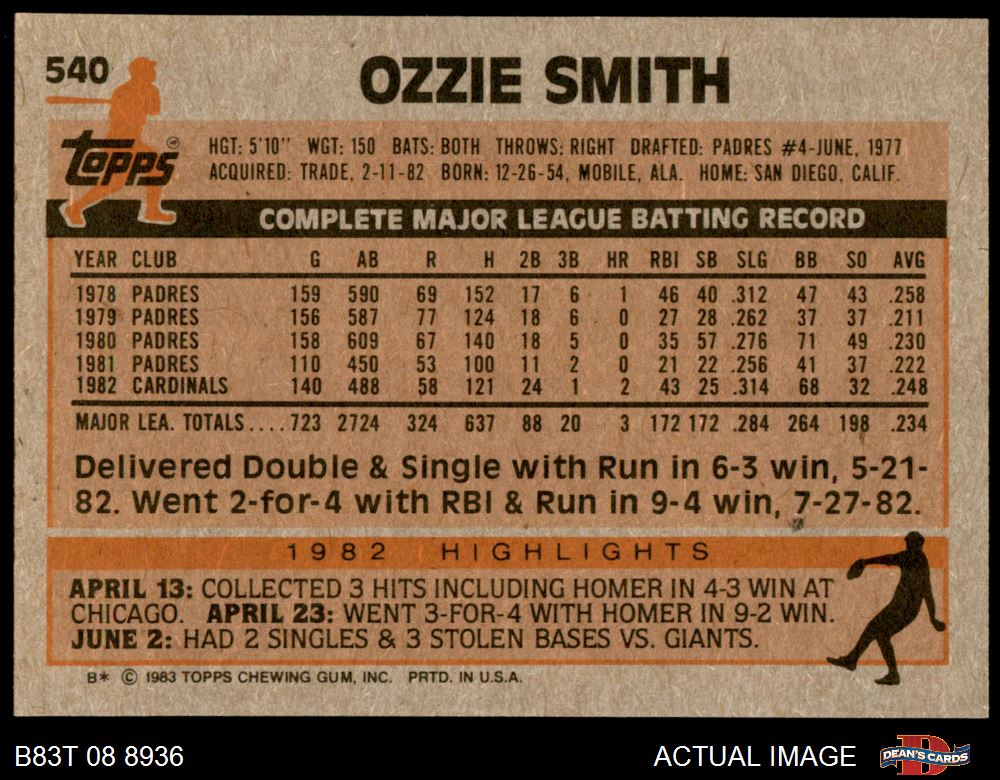 540
OZZIE SMITH
Topps ®
HGT: 5'10" WGT: 150 BATS: BOTH THROWS: RIGHT DRAFTED: PADRES #4-JUNE, 1977
ACQUIRED: TRADE, 2-11-82 BORN: 12-26-54, MOBILE, ALA. HOME: SAN DIEGO, CALIF.
COMPLETE MAJOR LEAGUE BATTING RECORD
YEAR CLUB G AB R H 2B 3B HR RBI SB SLG BB SO AVG
1978 PADRES 159 590 69 152 17 6 1 46 40 .312 47 43 .258
1979 PADRES 156 587 77 124 18 6 0 27 28 .262 37 37 .211
1980 PADRES 158 609 67 140 18 5 0 35 57 .276 71 49 .230
1981 PADRES 110 450 53 100 11 2 0 21 22 .256 41 37 .222
1982 CARDINALS 140 488 58 121 24 1 2 43 25 .314 68 32 .248
MAJOR LEA. TOTALS....723 2724 324 637 88 20 3 172 172 .284 264 198 .234
Delivered Double & Single with Run in 6-3 win, 5-21-
82. Went 2-for-4 with RBI & Run in 9-4 win, 7-27-82.
1982 HIGHLIGHTS
APRIL 13: COLLECTED 3 HITS INCLUDING HOMER IN 4-3 WIN AT
CHICAGO. APRIL 23: WENT 3-FOR-4 WITH HOMER IN 9-2 WIN.
JUNE 2: HAD 2 SINGLES & 3 STOLEN BASES VS. GIANTS.
B* © 1983 TOPPS CHEWING GUM, INC. PRTD. IN U.S.A.
B83T 08 8936
ACTUAL IMAGE
DEAN'S CARDS